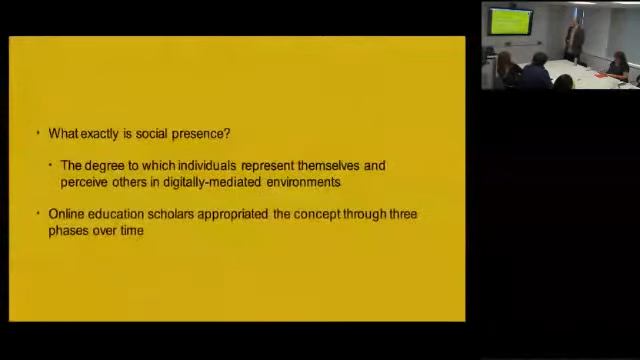 What exactly is social presence?
The degree to which individuals represent themselves and
perceive others in digitally-mediated environments
Online education scholars appropriated the concept through three
phases over time